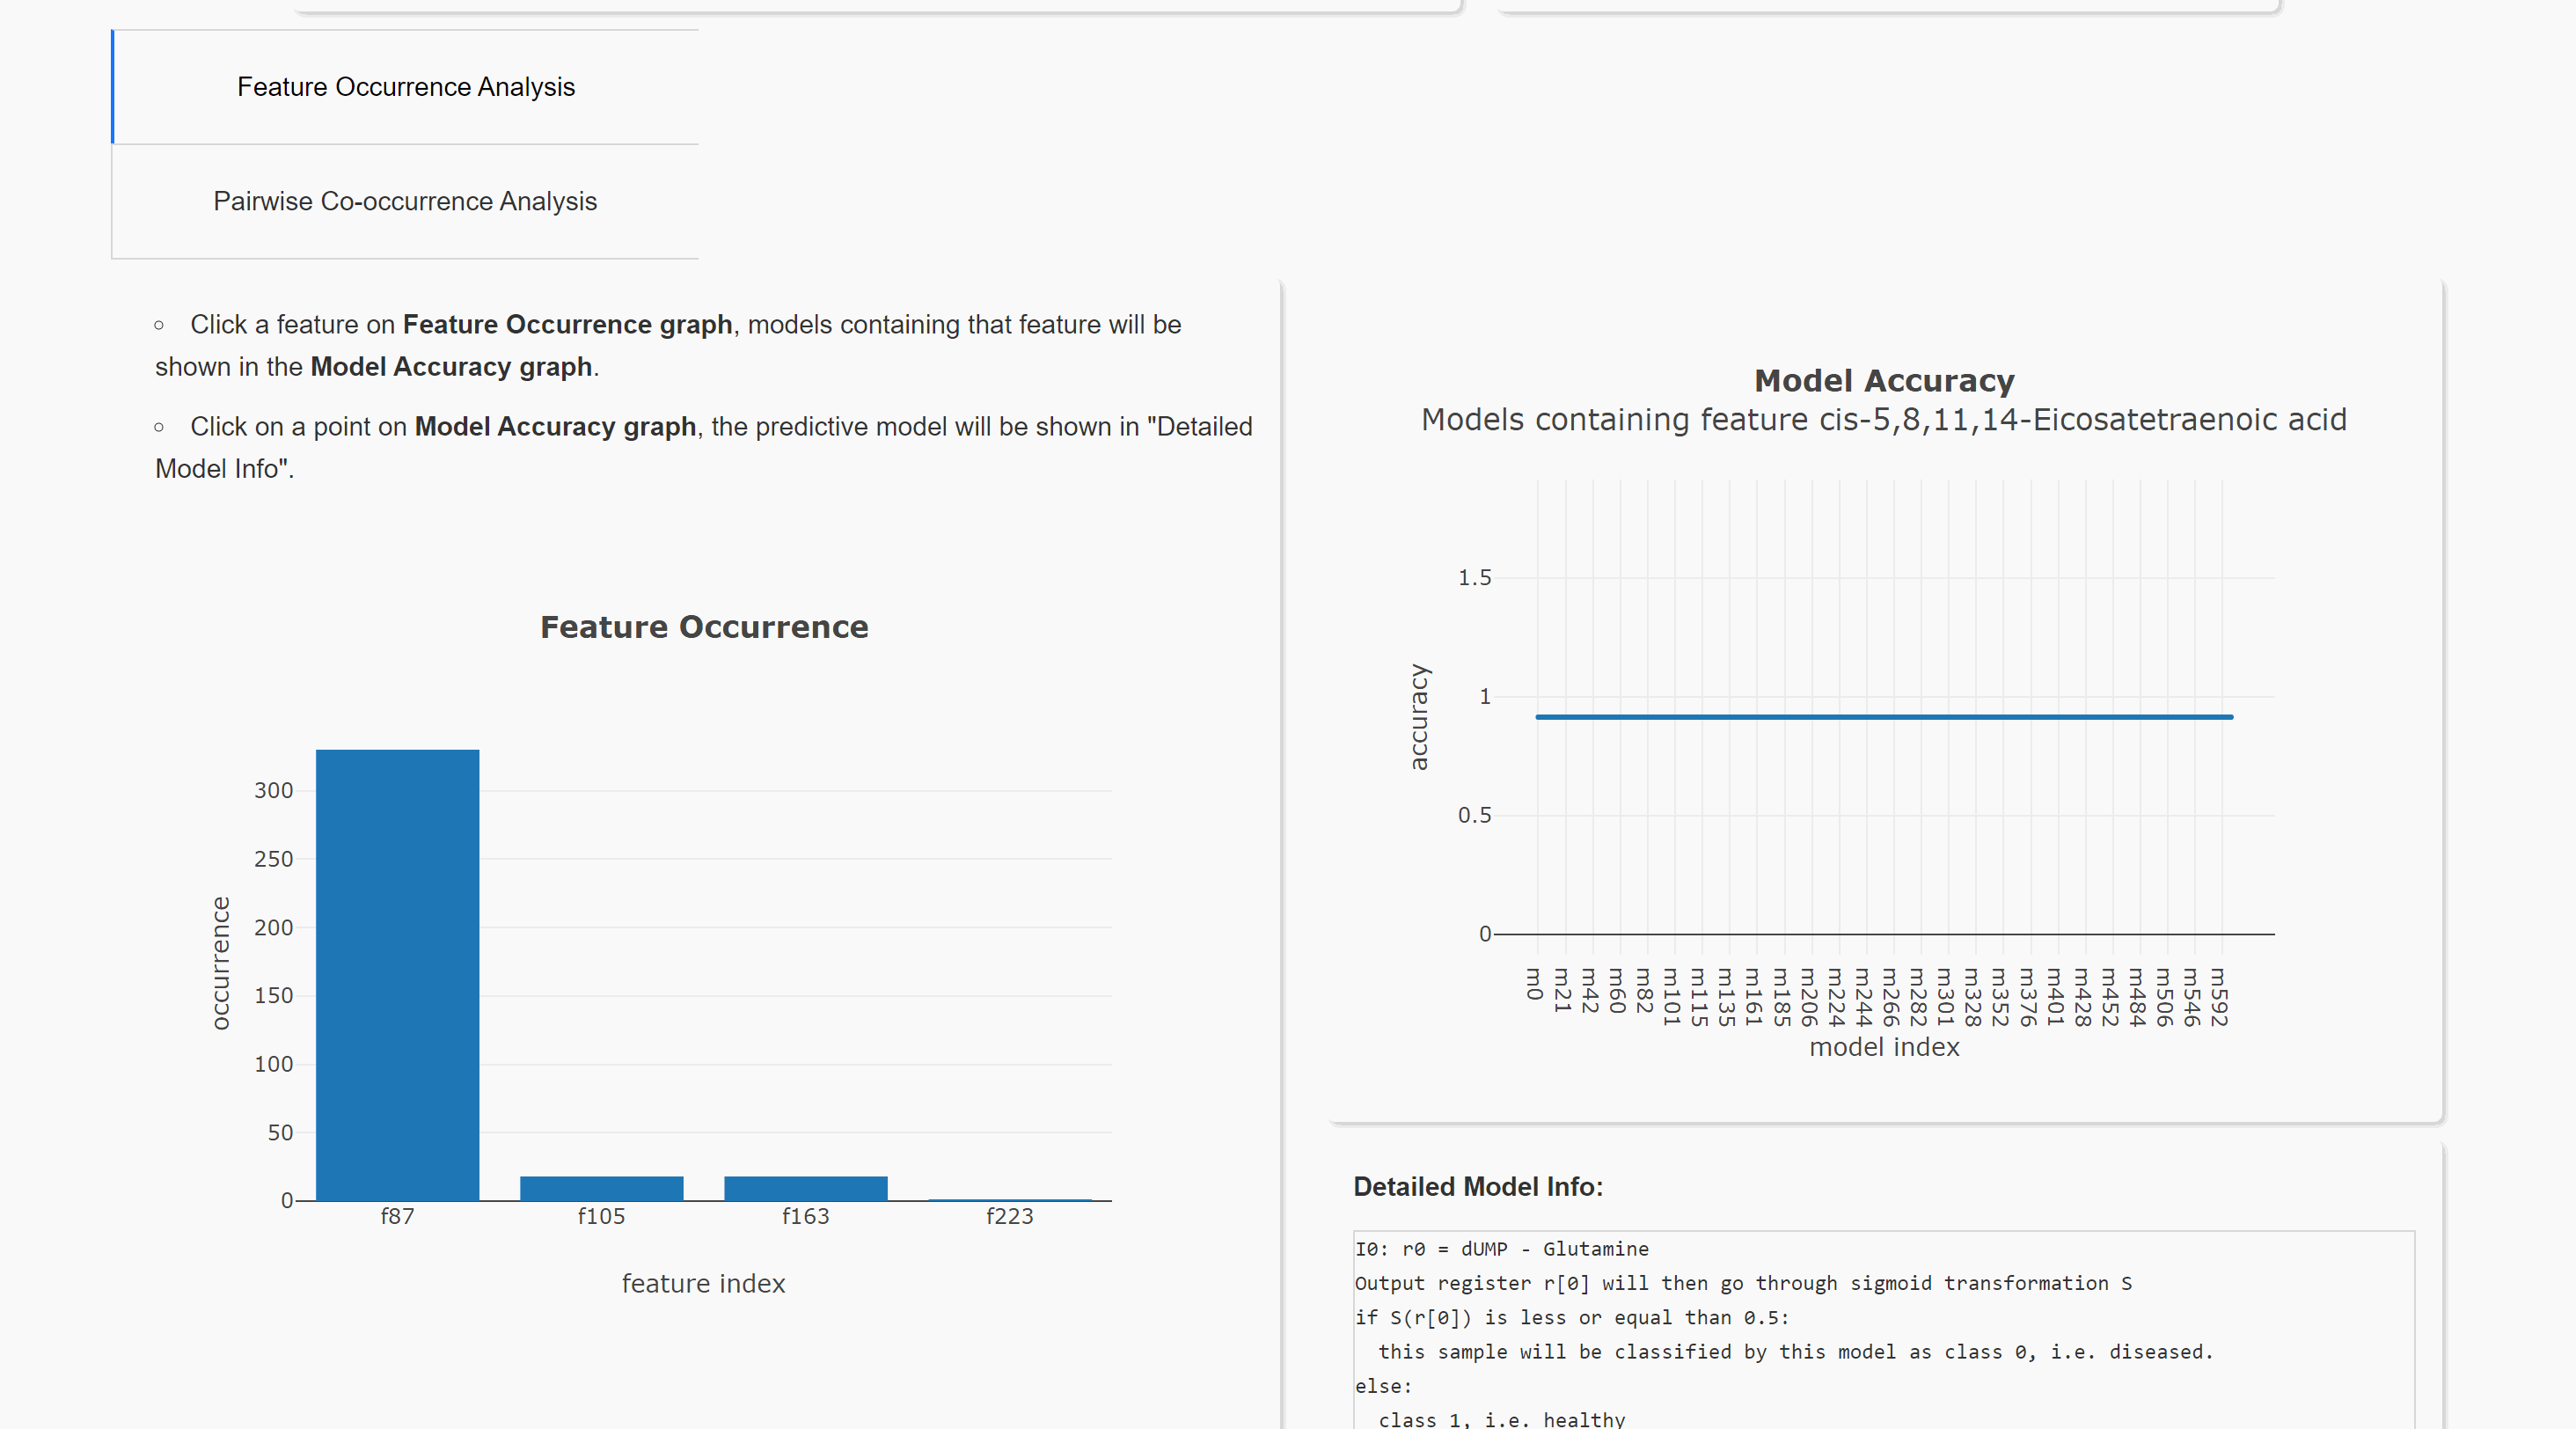 Feature Occurrence Analysis
Pairwise Co-occurrence Analysis
Click a feature on Feature Occurrence graph, models containing that feature will be
shown in the Model Accuracy graph.
Click on a point on Model Accuracy graph, the predictive model will be shown in "Detailed
Model Info".
Feature Occurrence
300
250
200
150
100
50
0
occurrence
f87
f105
f163
f223
feature index
Model Accuracy
Models containing feature cis-5,8,11,14-Eicosatetraenoic acid
1.5
1
0.5
0
accuracy
m0
m21
m42
m60
m82
m101
m115
m135
m161
m185
m206
m224
m244
m266
m282
m301
m328
m352
m376
m401
m428
m452
m484
m506
m546
m592
model index
Detailed Model Info:
I0: r0 = dUMP - Glutamine
Output register r[0] will then go through sigmoid transformation S
if S(r[0]) is less or equal than 0.5:
this sample will be classified by this model as class 0, i.e. diseased.
else:
class 1, i.e. healthy